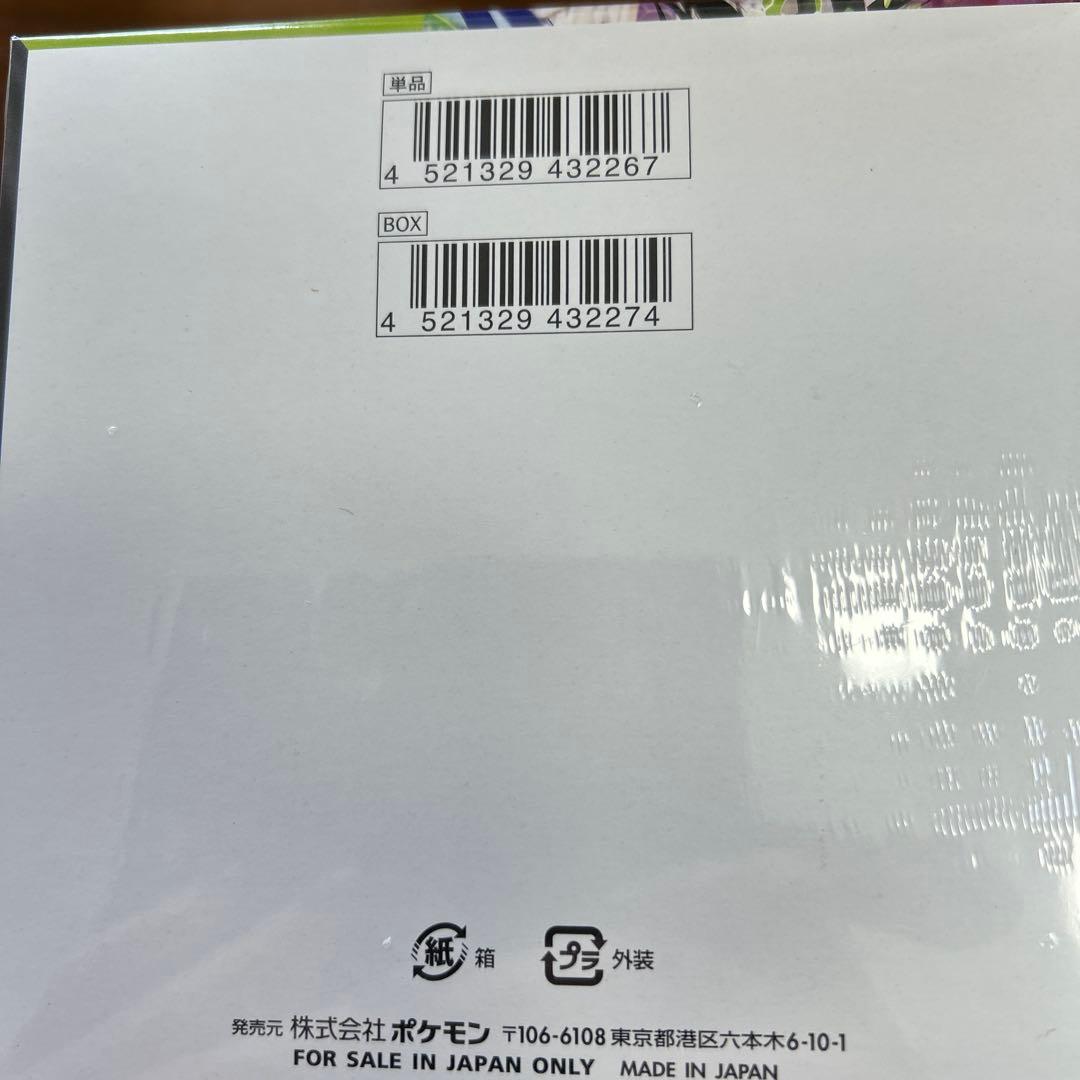 単品
4 521329 432267
BOX
4 521329 432274
紙 箱 プラ 外装
発売元 株式会社 ポケモン 〒106-6108 東京都港区六本木6-10-1
FOR SALE IN JAPAN ONLY MADE IN JAPAN